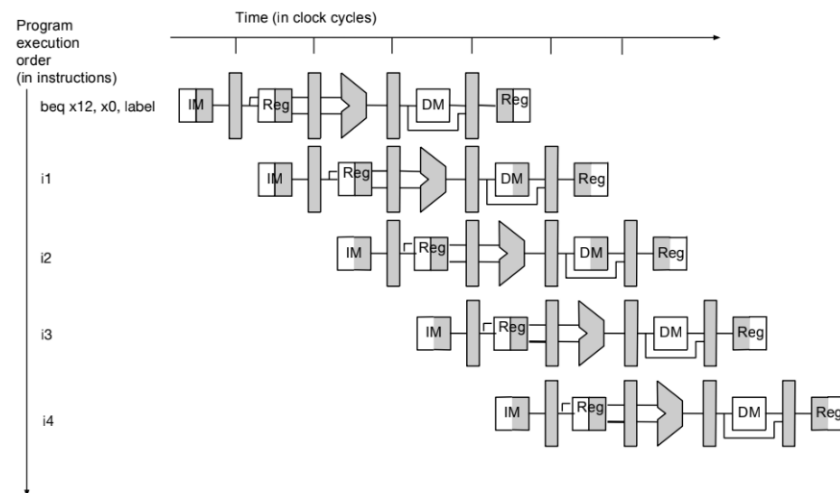 Time (in clock cycles)
Program
execution
order
(in instructions)
beq x12, x0, label
IM Reg DM Reg
i1
IM Reg DM Reg
i2
IM Reg DM Reg
i3
IM Reg DM Reg
i4
IM Reg DM Reg